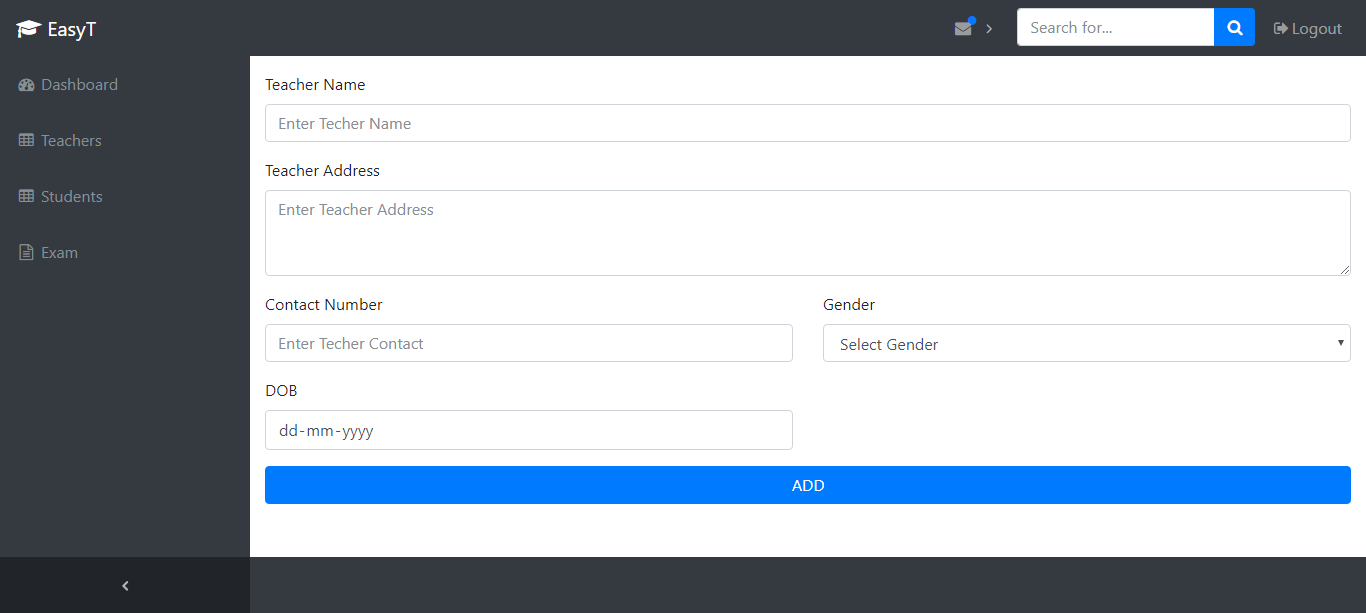 EasyT
Search for...
Logout
Dashboard
Teachers
Students
Exam
Teacher Name
Enter Techer Name
Teacher Address
Enter Teacher Address
Contact Number
Gender
Enter Techer Contact
Select Gender
DOB
dd-mm-yyyy
ADD